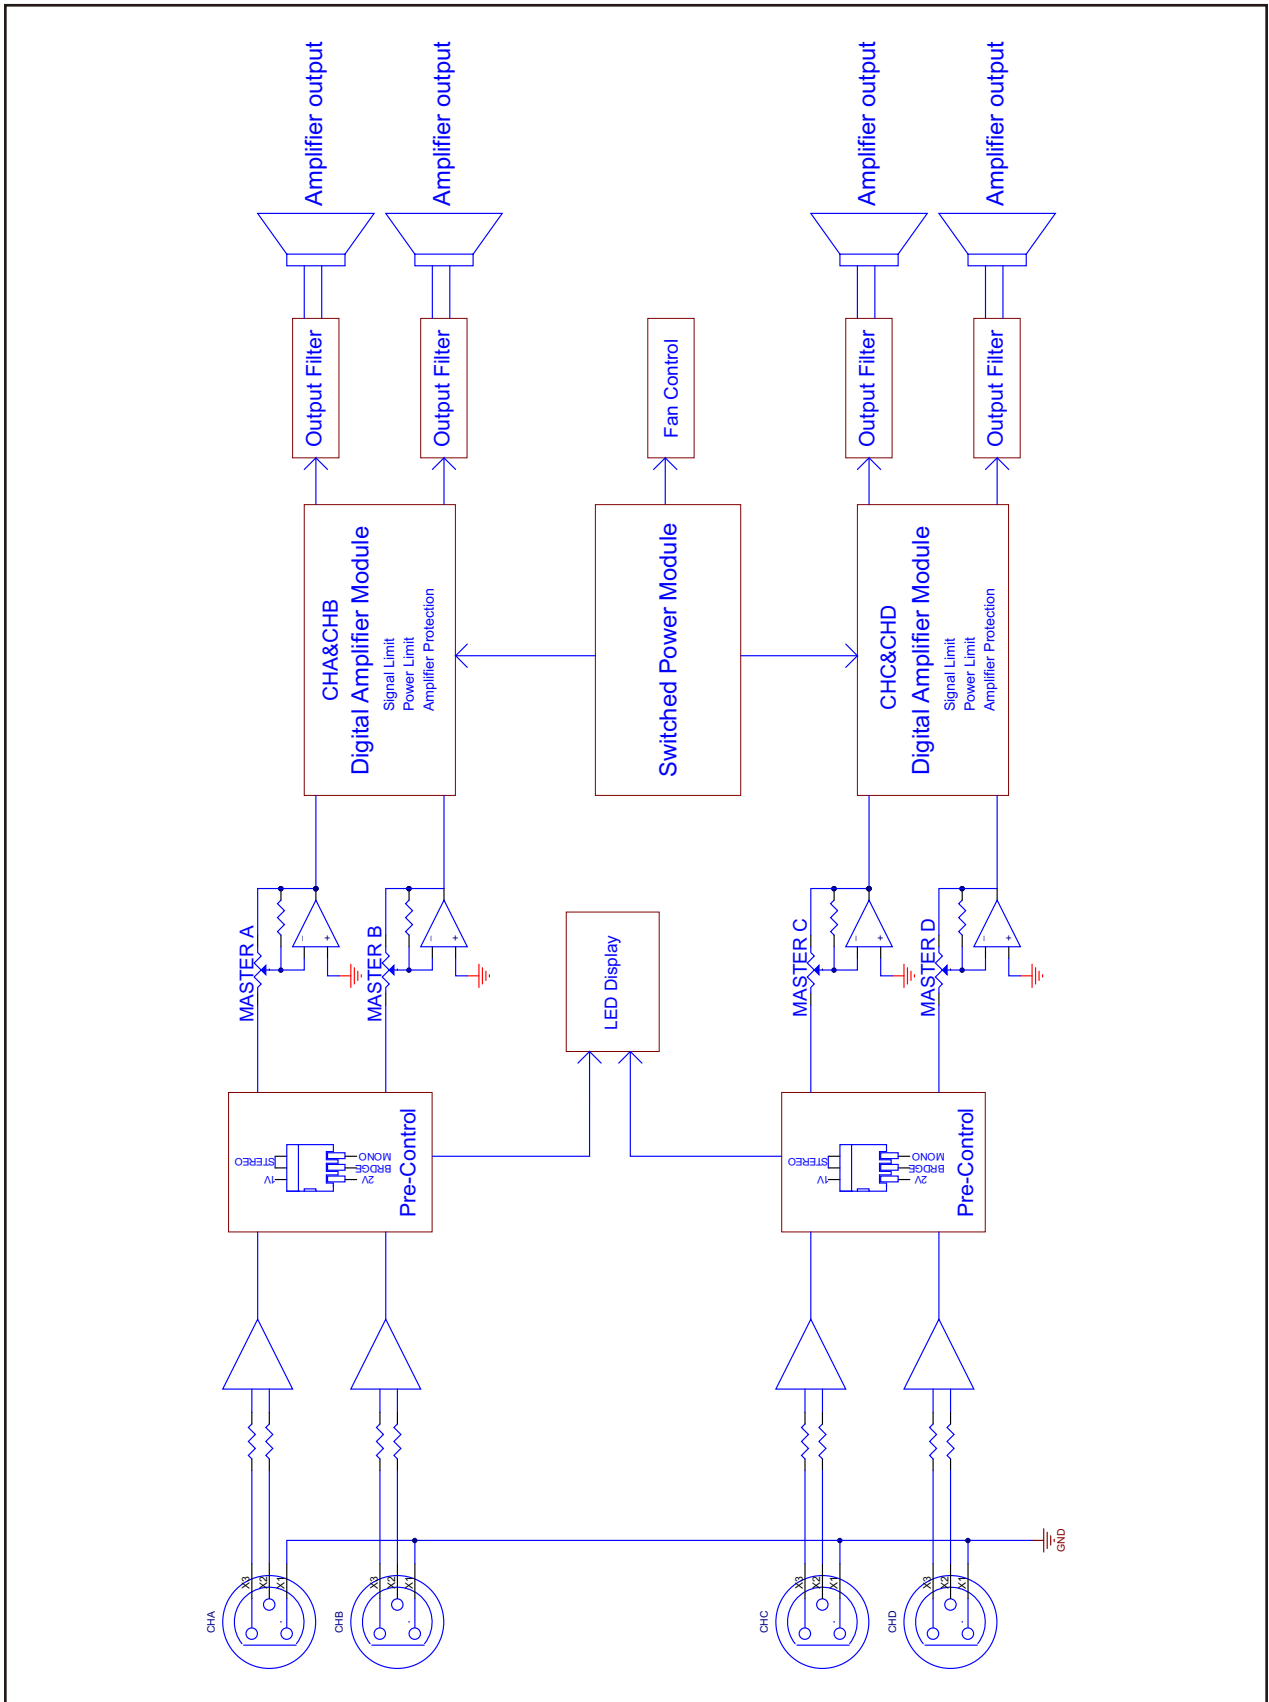 Amplifier output
Amplifier output
Amplifier output
Amplifier output
Output Filter
Output Filter
Fan Control
Output Filter
Output Filter
CHA&CHB
Digital Amplifier Module
Signal Limit
Power Limit
Amplifier Protection
Switched Power Module
CHC&CHD
Digital Amplifier Module
Signal Limit
Power Limit
Amplifier Protection
MASTER A
- +
MASTER B
- +
LED Display
MASTER C
- +
MASTER D
- +
STEREO
1V
MONO
BRDGE
2V
Pre-Control
STEREO
1V
MONO
BRDGE
2V
Pre-Control
GND
CHA
X3
X2
X1
CHB
X3
X2
X1
CHC
X3
X2
X1
CHD
X3
X2
X1